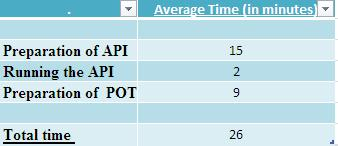 . Average Time (in minutes)
Preparation of API 15
Running the API 2
Preparation of POT 9
Total time 26